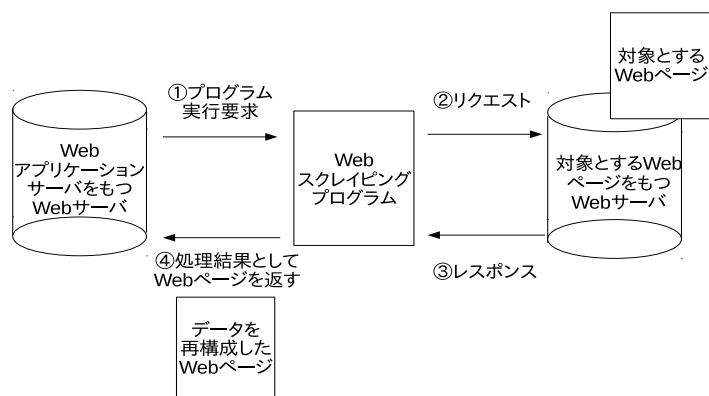 対象とする
Webページ
①プログラム
実行要求
②リクエスト
Web
アプリケーション
サーバをもつ
Webサーバ
Web
スクレイピング
プログラム
対象とするWeb
ページをもつ
Webサーバ
④処理結果として
Webページを返す
③レスポンス
データを
再構成した
Webページ